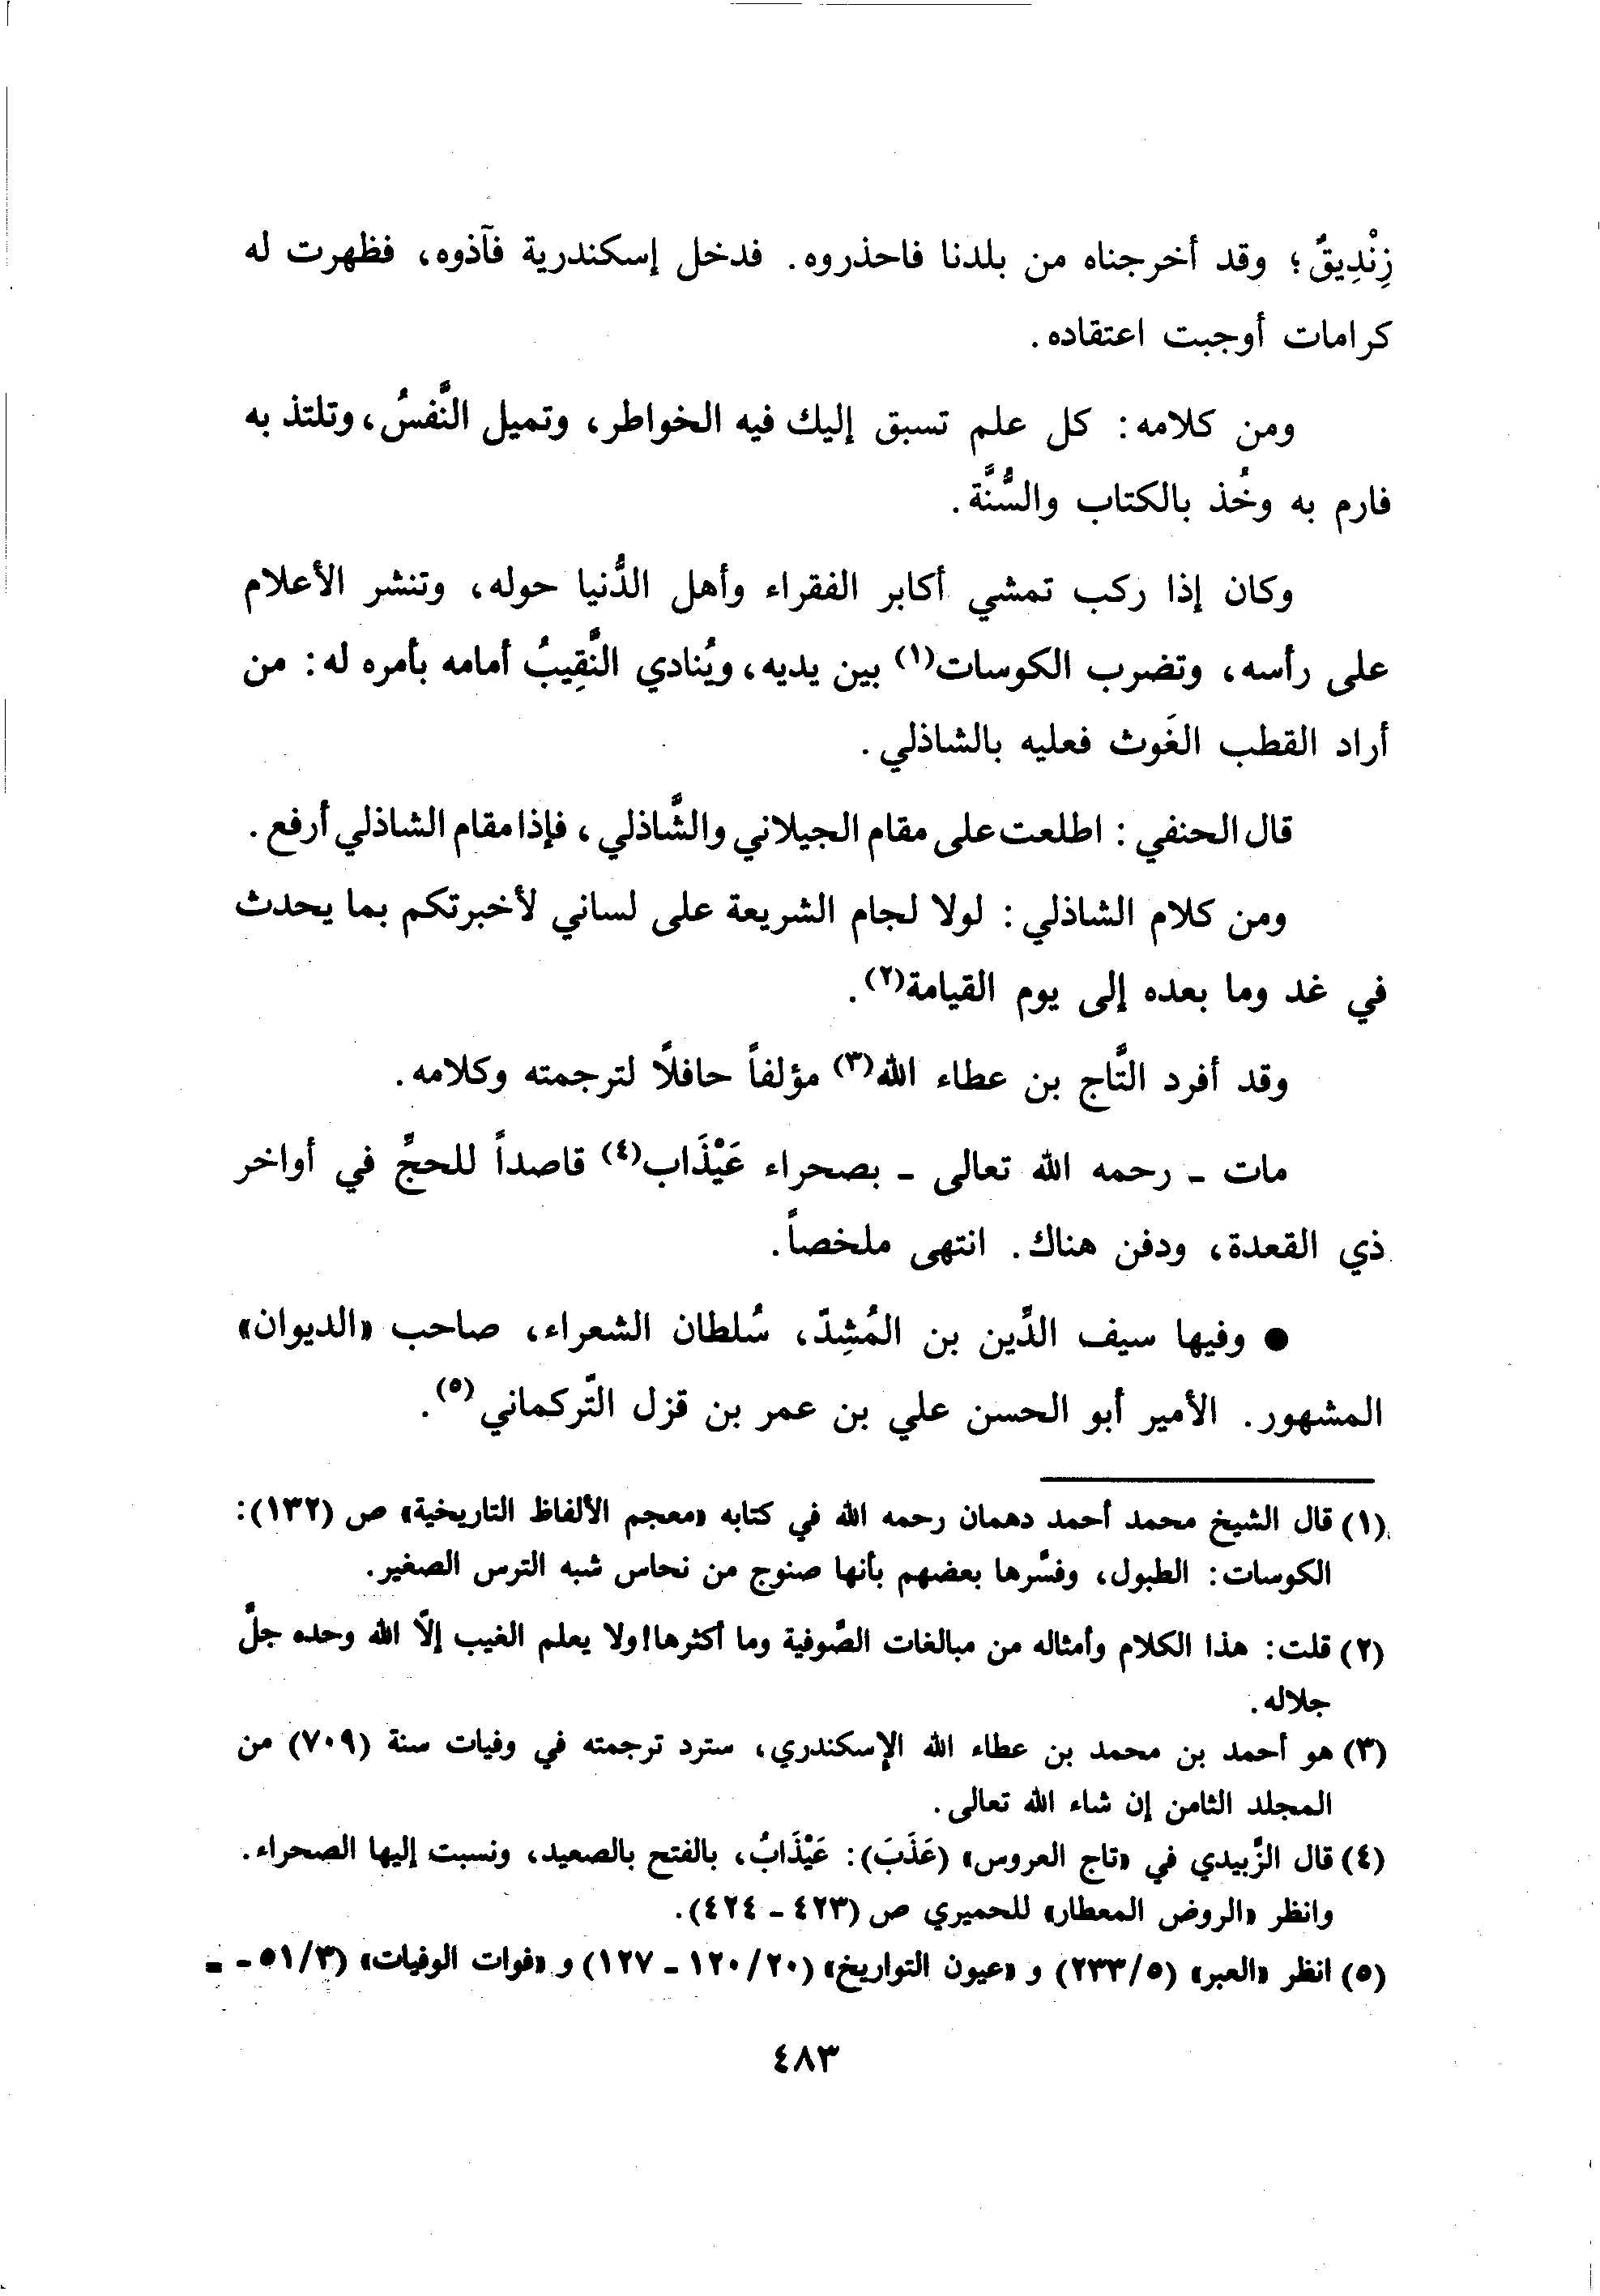 زِنْدِيقٌ؛ وقد أخرجناه من بلدنا فاحذروه. فدخل إسكندرية فآذوه، فظهرت له
كرامات أوجبت اعتقاده.
ومن كلامه: كل علم تسبق إليك فيه الخواطر، وتميل النَّفسُ، وتلتذ به
فارم به وخُذ بالكتاب والسُّنَّة.
وكان إذا ركب تمشي أكابر الفقراء وأهل الدُّنيا حوله، وتنشر الأعلام
على رأسه، وتضرب الكوسات(١) بين يديه، ويُنادي النَّقِيبُ أمامه بأمره له: من
أراد القطب الغَوث فعليه بالشاذلي.
قال الحنفي: اطلعت على مقام الجيلاني والشَّاذلي، فإذا مقام الشاذلي أرفع.
ومن كلام الشاذلي: لولا لجام الشريعة على لساني لأخبرتكم بما يحدث
في غد وما بعده إلى يوم القيامة(٢).
وقد أفرد التَّاج بن عطاء الله(٣) مؤلفاً حافلًا لترجمته وكلامه.
مات ـ رحمه الله تعالى ـ بصحراء عَيْذَاب(٤) قاصداً للحجِّ في أواخر
ذي القعدة، ودفن هناك. انتهى ملخصاً.
● وفيها سيف الدِّين بن المُشِدّ، سُلطان الشعراء، صاحب «الديوان»
المشهور. الأمير أبو الحسن علي بن عمر بن قزل التّركماني(٥).
(١) قال الشيخ محمد أحمد دهمان رحمه الله في كتابه «معجم الألفاظ التاريخية» ص (١٣٢):
الكوسات: الطبول، وفسَّرها بعضهم بأنها صنوج من نحاس شبه الترس الصغير.
(٢) قلت: هذا الكلام وأمثاله من مبالغات الصُّوفية وما أكثرها! ولا يعلم الغيب إلّا الله وحده جلَّ
جلاله.
(٣) هو أحمد بن محمد بن عطاء الله الإسكندري، سترد ترجمته في وفيات سنة (٧٠٩) من
المجلد الثامن إن شاء الله تعالى.
(٤) قال الزَّبيدي في «تاج العروس» (عَذَبَ): عَيْذَابُ، بالفتح بالصعيد، ونسبت إليها الصحراء.
وانظر «الروض المعطار» للحميري ص (٤٢٣ ـ ٤٢٤).
(٥) انظر «العبر» (٢٣٣/٥) و «عيون التواريخ» (١٢٠/٢٠ ـ ١٢٧) و «فوات الوفيات» (٥١/٣ ـ =
٤٨٣